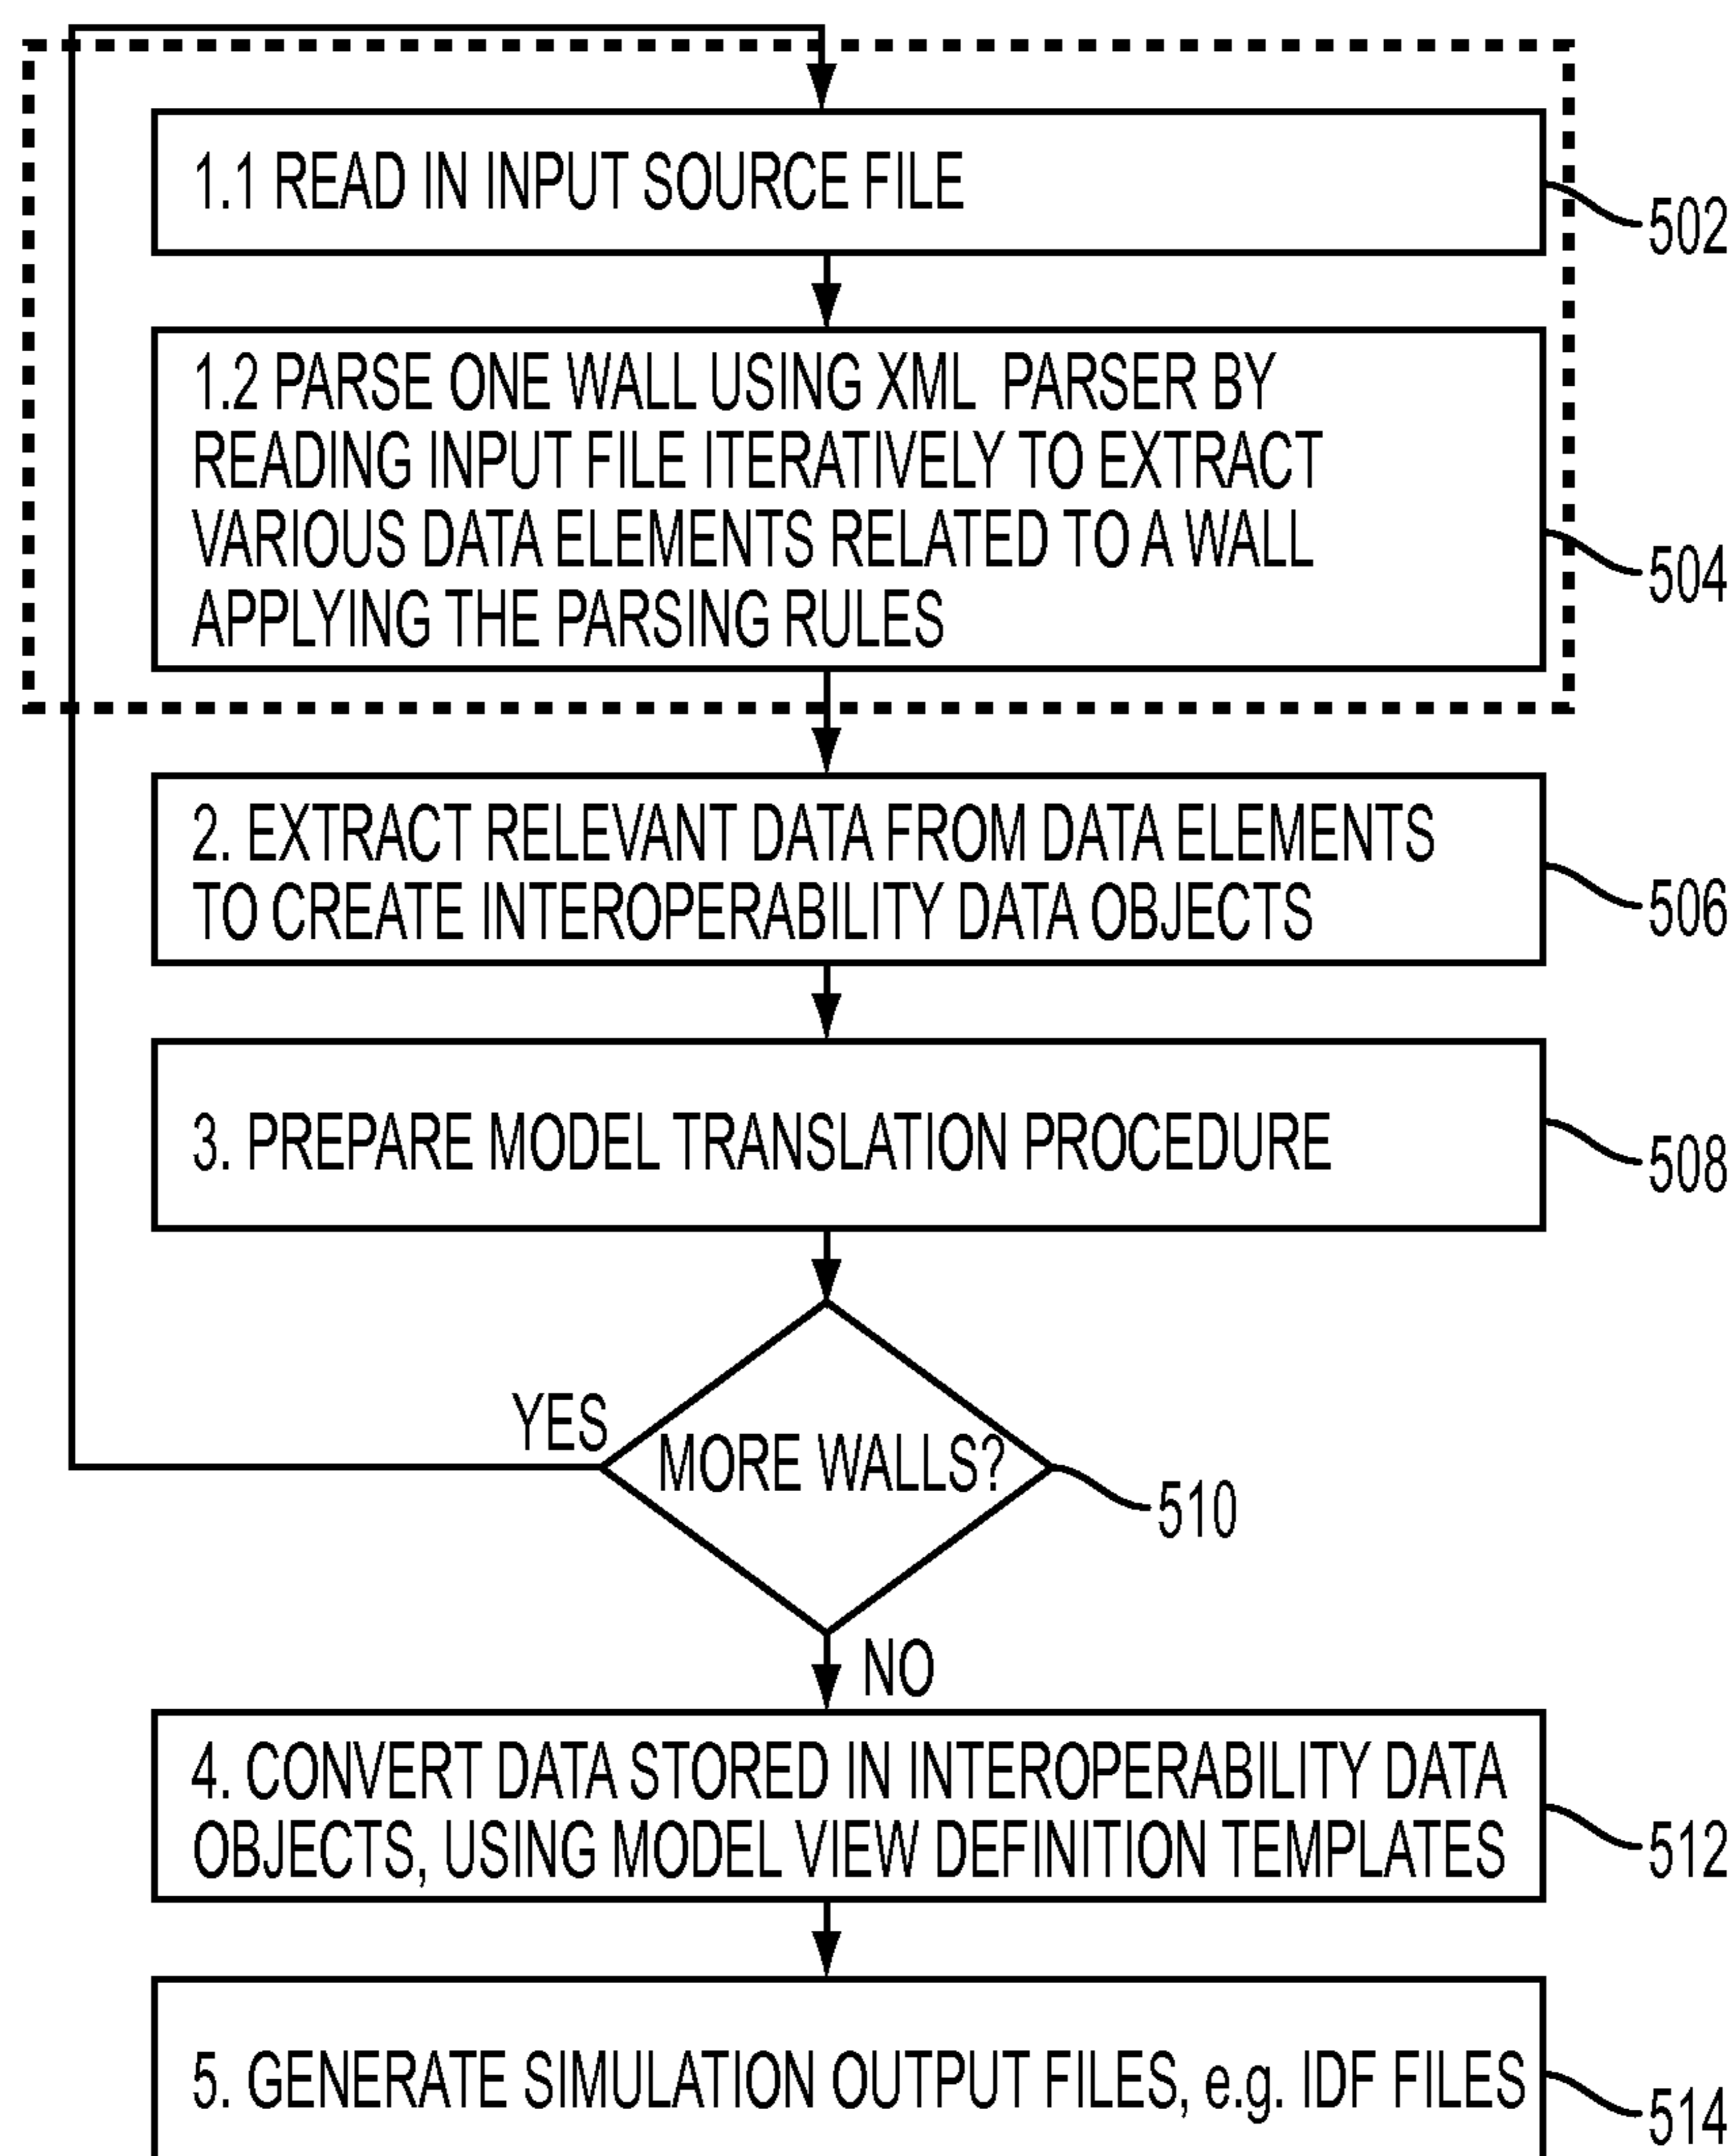 1.1 READ IN INPUT SOURCE FILE
502
1.2 PARSE ONE WALL USING XML PARSER BY
READING INPUT FILE ITERATIVELY TO EXTRACT
VARIOUS DATA ELEMENTS RELATED TO A WALL
APPLYING THE PARSING RULES
504
2. EXTRACT RELEVANT DATA FROM DATA ELEMENTS
TO CREATE INTEROPERABILITY DATA OBJECTS
506
3. PREPARE MODEL TRANSLATION PROCEDURE
508
YES
MORE WALLS?
510
NO
4. CONVERT DATA STORED IN INTEROPERABILITY DATA
OBJECTS, USING MODEL VIEW DEFINITION TEMPLATES
512
5. GENERATE SIMULATION OUTPUT FILES, e.g. IDF FILES
514